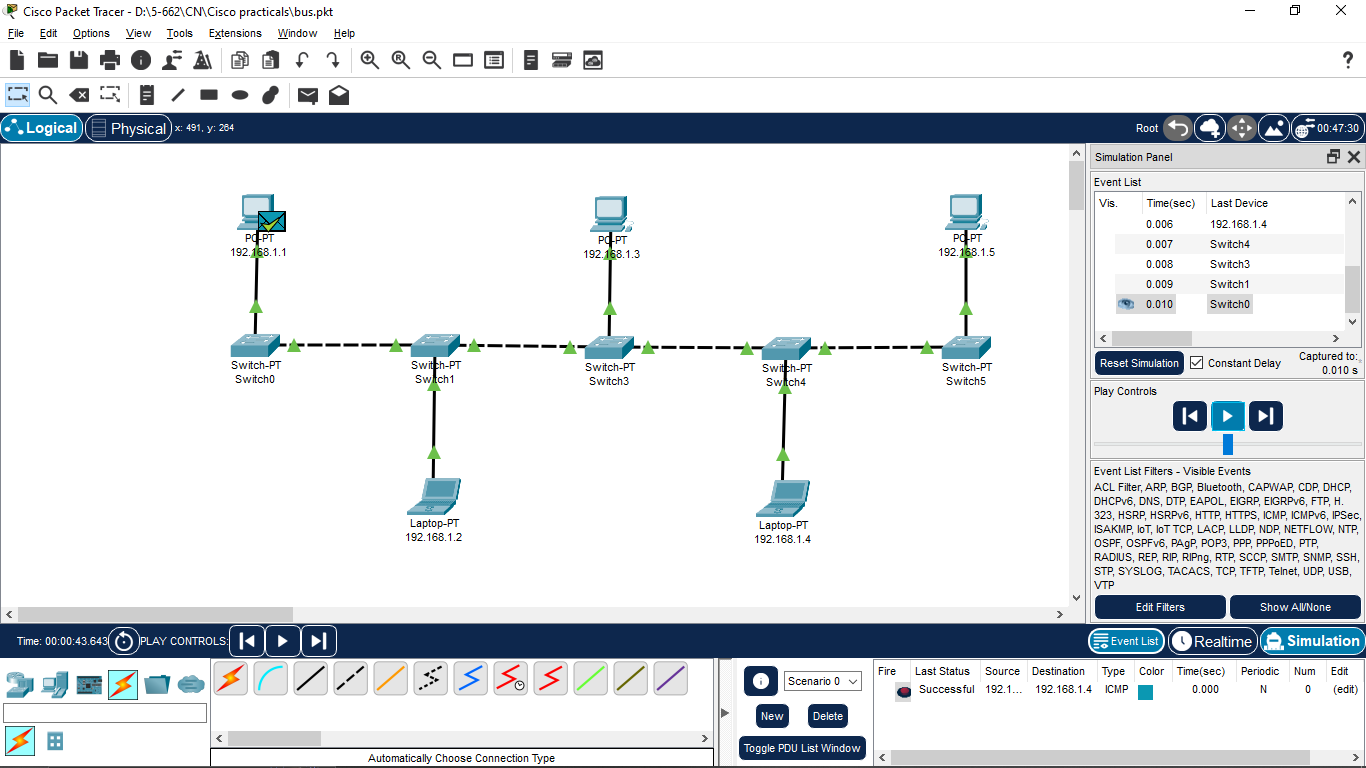 Cisco Packet Tracer - D:\5-662\CN\Cisco practicals\bus.pkt
File Edit Options View Tools Extensions Window Help
?
Logical Physical x: 491, y: 264 Root 00:47:30
Simulation Panel
Event List
Vis. Time(sec) Last Device
0.006 192.168.1.4
0.007 Switch4
0.008 Switch3
0.009 Switch1
0.010 Switch0
Reset Simulation Constant Delay Captured to:
0.010 s
Play Controls
Event List Filters - Visible Events
ACL Filter, ARP, BGP, Bluetooth, CAPWAP, CDP, DHCP,
DHCPv6, DNS, DTP, EAPOL, EIGRP, EIGRPv6, FTP, H.
323, HSRP, HSRPv6, HTTP, HTTPS, ICMP, ICMPv6, IPSec,
ISAKMP, IoT, IoT TCP, LACP, LLDP, NDP, NETFLOW, NTP,
OSPF, OSPFv6, PAgP, POP3, PPP, PPPoED, PTP,
RADIUS, REP, RIP, RIPng, RTP, SCCP, SMTP, SNMP, SSH,
STP, SYSLOG, TACACS, TCP, TFTP, Telnet, UDP, USB,
VTP
Edit Filters Show All/None
PC-PT
192.168.1.1
PC-PT
192.168.1.3
PC-PT
192.168.1.5
Switch-PT
Switch0
Switch-PT
Switch1
Switch-PT
Switch3
Switch-PT
Switch4
Switch-PT
Switch5
Laptop-PT
192.168.1.2
Laptop-PT
192.168.1.4
Time: 00:00:43.643 PLAY CONTROLS: Event List Realtime Simulation
Automatically Choose Connection Type
Scenario 0
New Delete
Toggle PDU List Window
Fire Last Status Source Destination Type Color Time(sec) Periodic Num Edit
Successful 192.1... 192.168.1.4 ICMP 0.000 N 0 (edit)